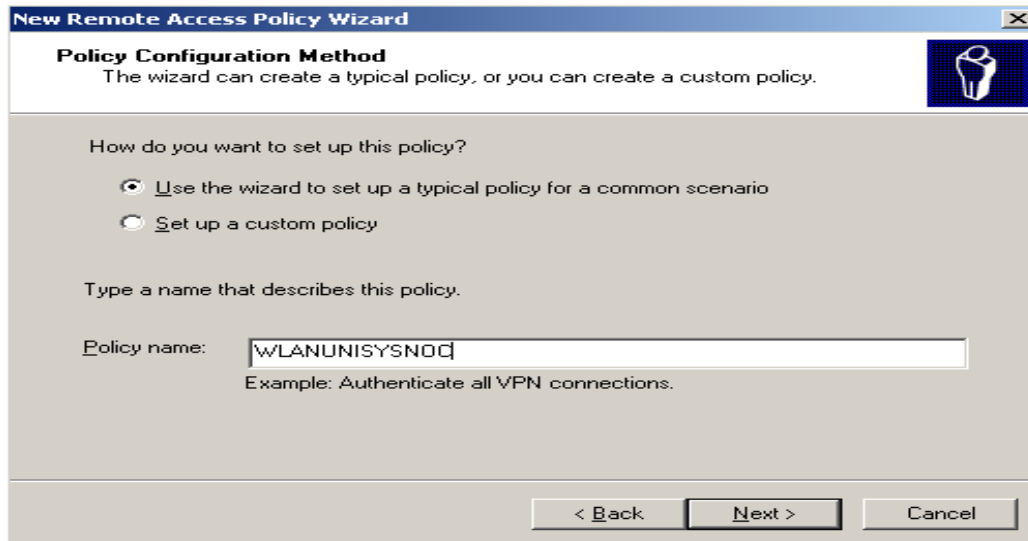 New Remote Access Policy Wizard
Policy Configuration Method
The wizard can create a typical policy, or you can create a custom policy.
How do you want to set up this policy?
Use the wizard to set up a typical policy for a common scenario
Set up a custom policy
Type a name that describes this policy.
Policy name: WLANUNISYSNOC
Example: Authenticate all VPN connections.
< Back Next > Cancel